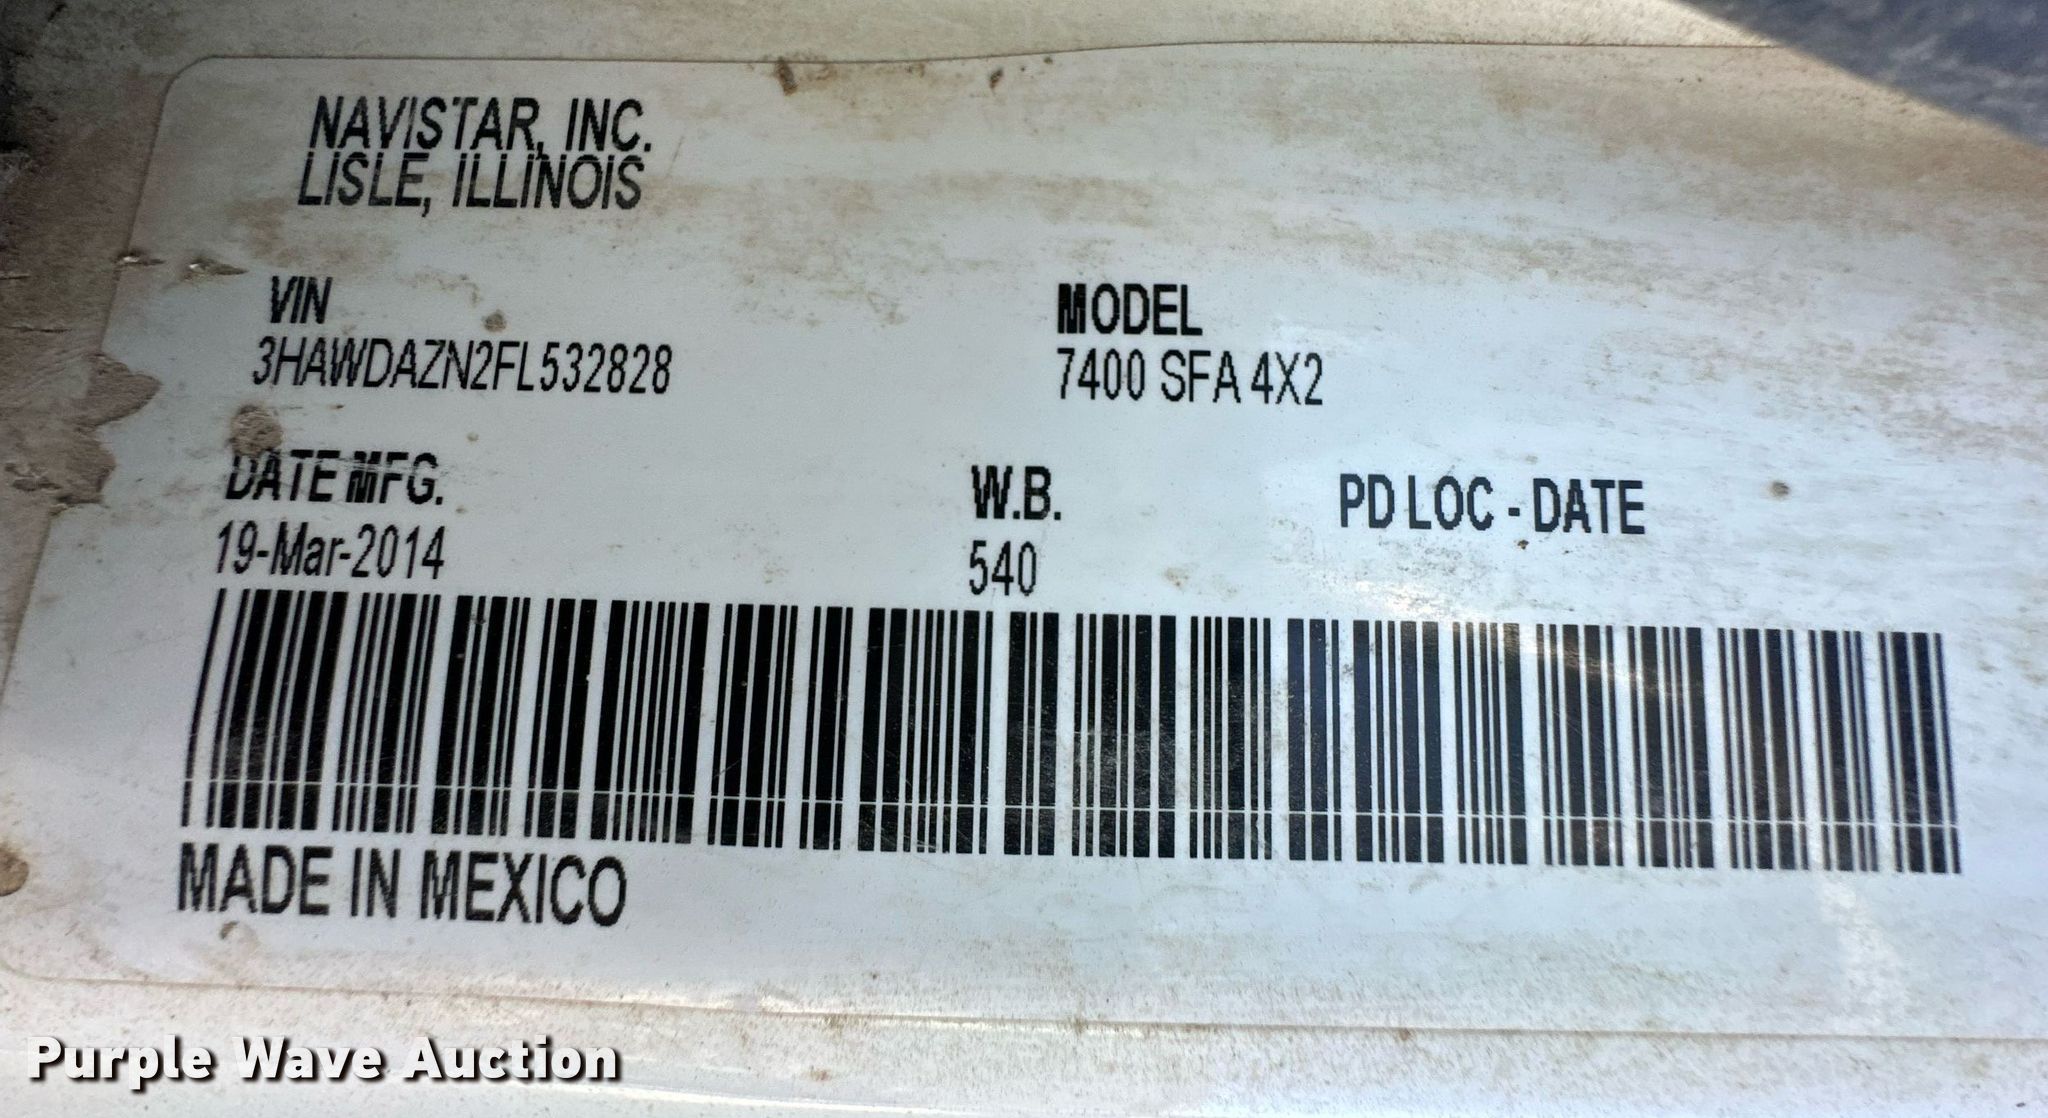 NAVISTAR, INC.
LISLE, ILLINOIS
VIN
3HAWDAZN2FL532828
MODEL
7400 SFA 4X2
DATE MFG.
19-Mar-2014
W.B.
540
PD LOC - DATE
MADE IN MEXICO
Purple Wave Auction